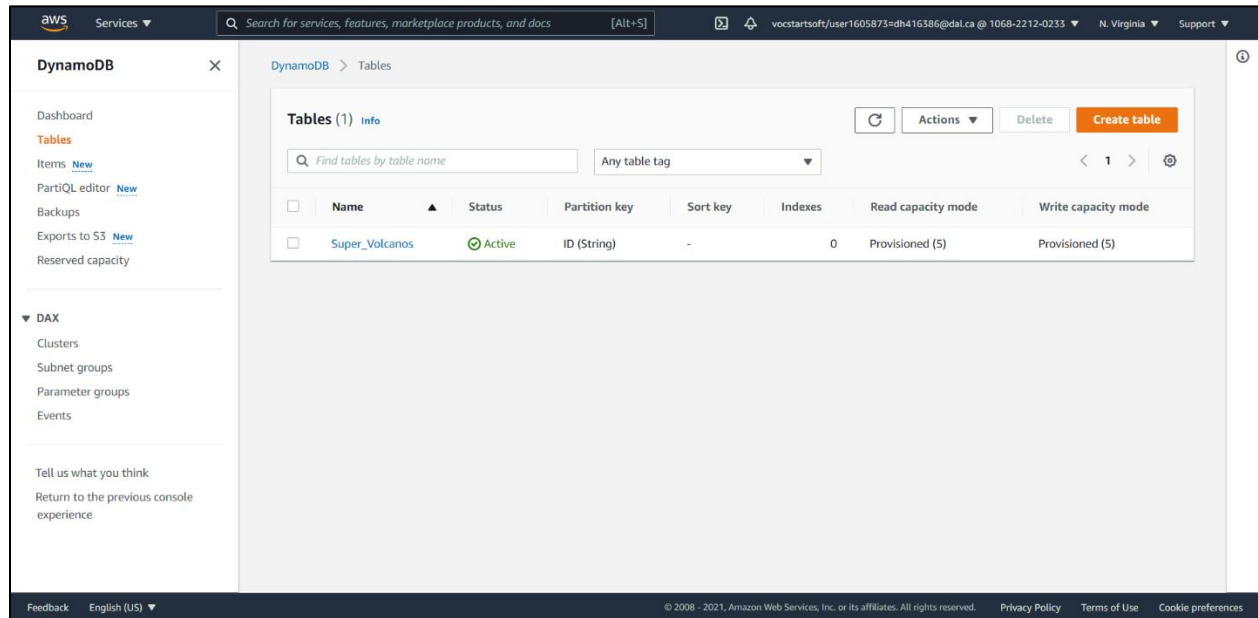 aws Services ▼ Search for services, features, marketplace products, and docs [Alt+S] vocstartsoft/user1605873=dh416386@dal.ca @ 1068-2212-0233 ▼ N. Virginia ▼ Support ▼
DynamoDB
Dashboard
Tables
Items New
PartiQL editor New
Backups
Exports to S3 New
Reserved capacity
▼ DAX
Clusters
Subnet groups
Parameter groups
Events
Tell us what you think
Return to the previous console
experience
DynamoDB > Tables
Tables (1) Info Actions ▼ Delete Create table
Find tables by table name Any table tag ▼ < 1 >
Name ▲ Status Partition key Sort key Indexes Read capacity mode Write capacity mode
Super_Volcanos Active ID (String) - 0 Provisioned (5) Provisioned (5)
Feedback English (US) ▼ © 2008 - 2021, Amazon Web Services, Inc. or its affiliates. All rights reserved. Privacy Policy Terms of Use Cookie preferences